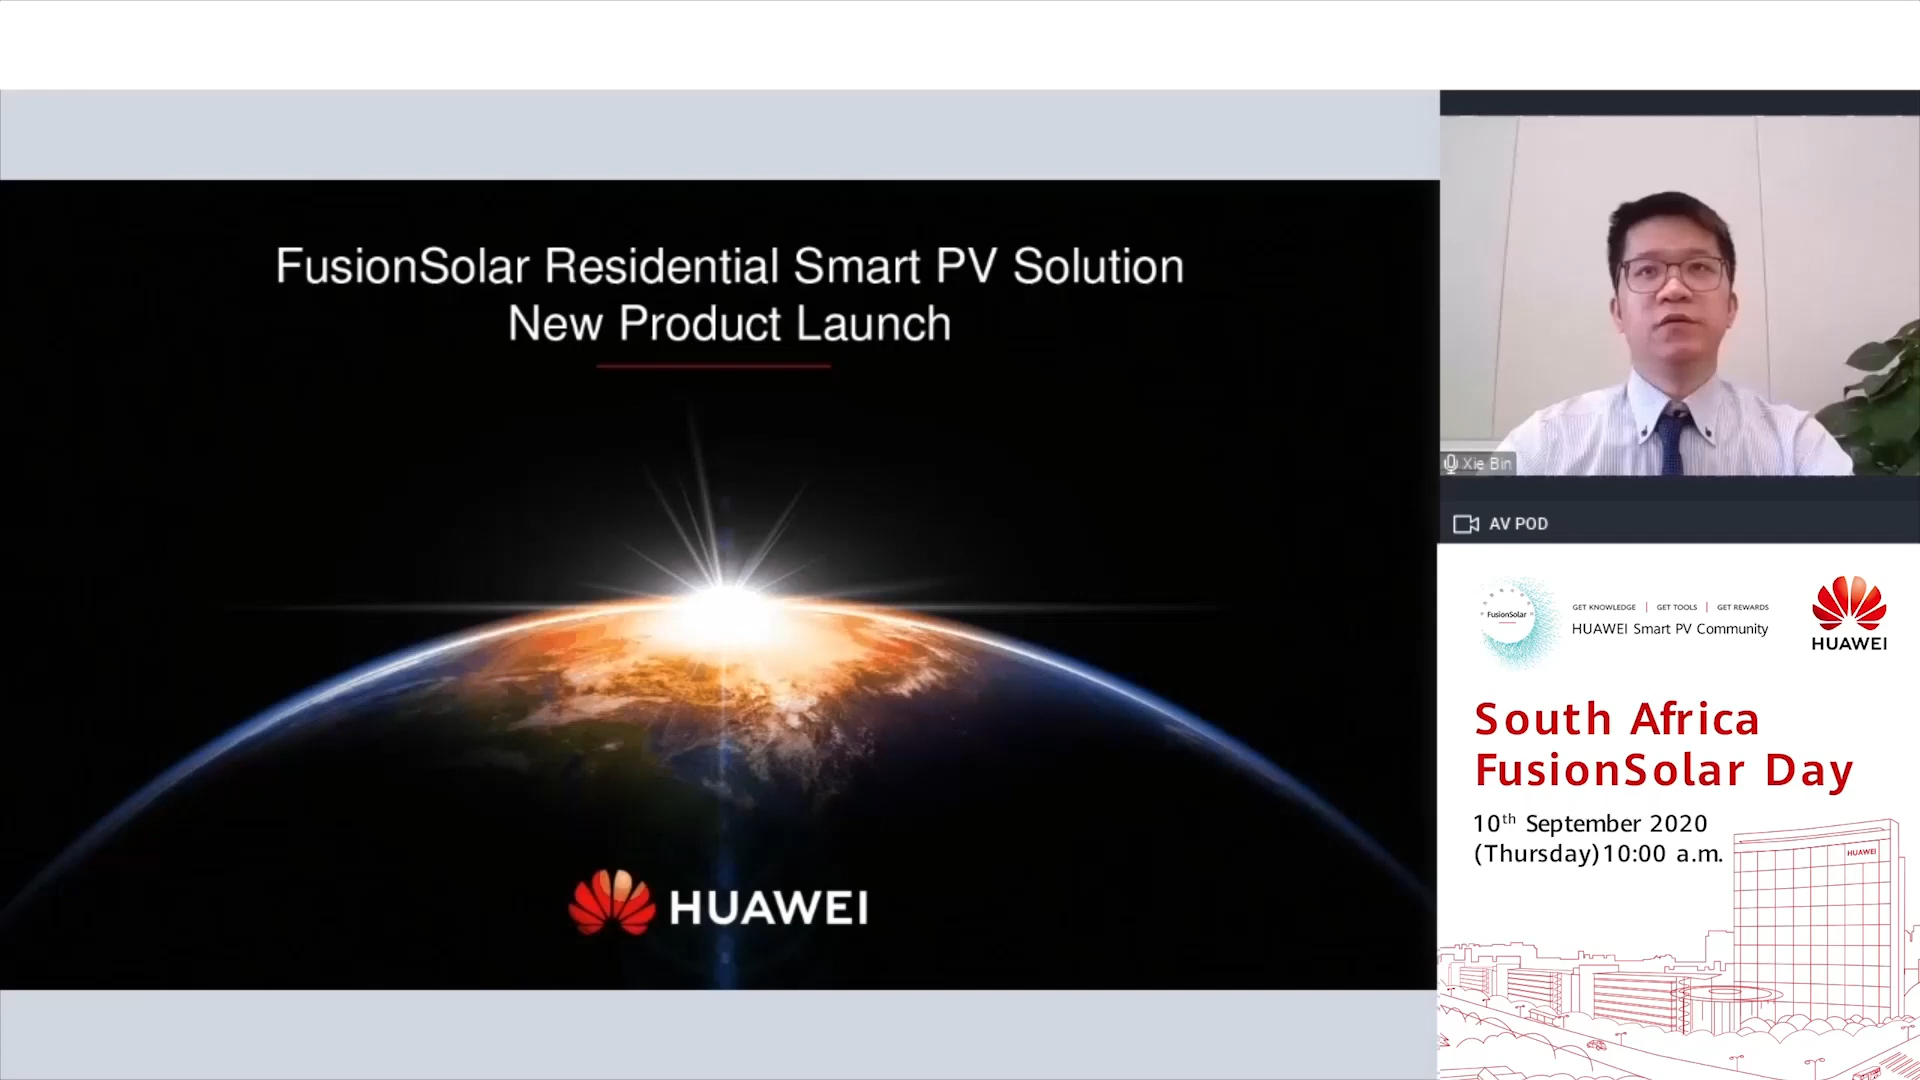 FusionSolar Residential Smart PV Solution
New Product Launch
HUAWEI
Xie Bin
AV POD
FusionSolar
GET KNOWLEDGE | GET TOOLS | GET REWARDS
HUAWEI Smart PV Community
HUAWEI
South Africa
FusionSolar Day
10th September 2020
(Thursday)10:00 a.m.
HUAWEI